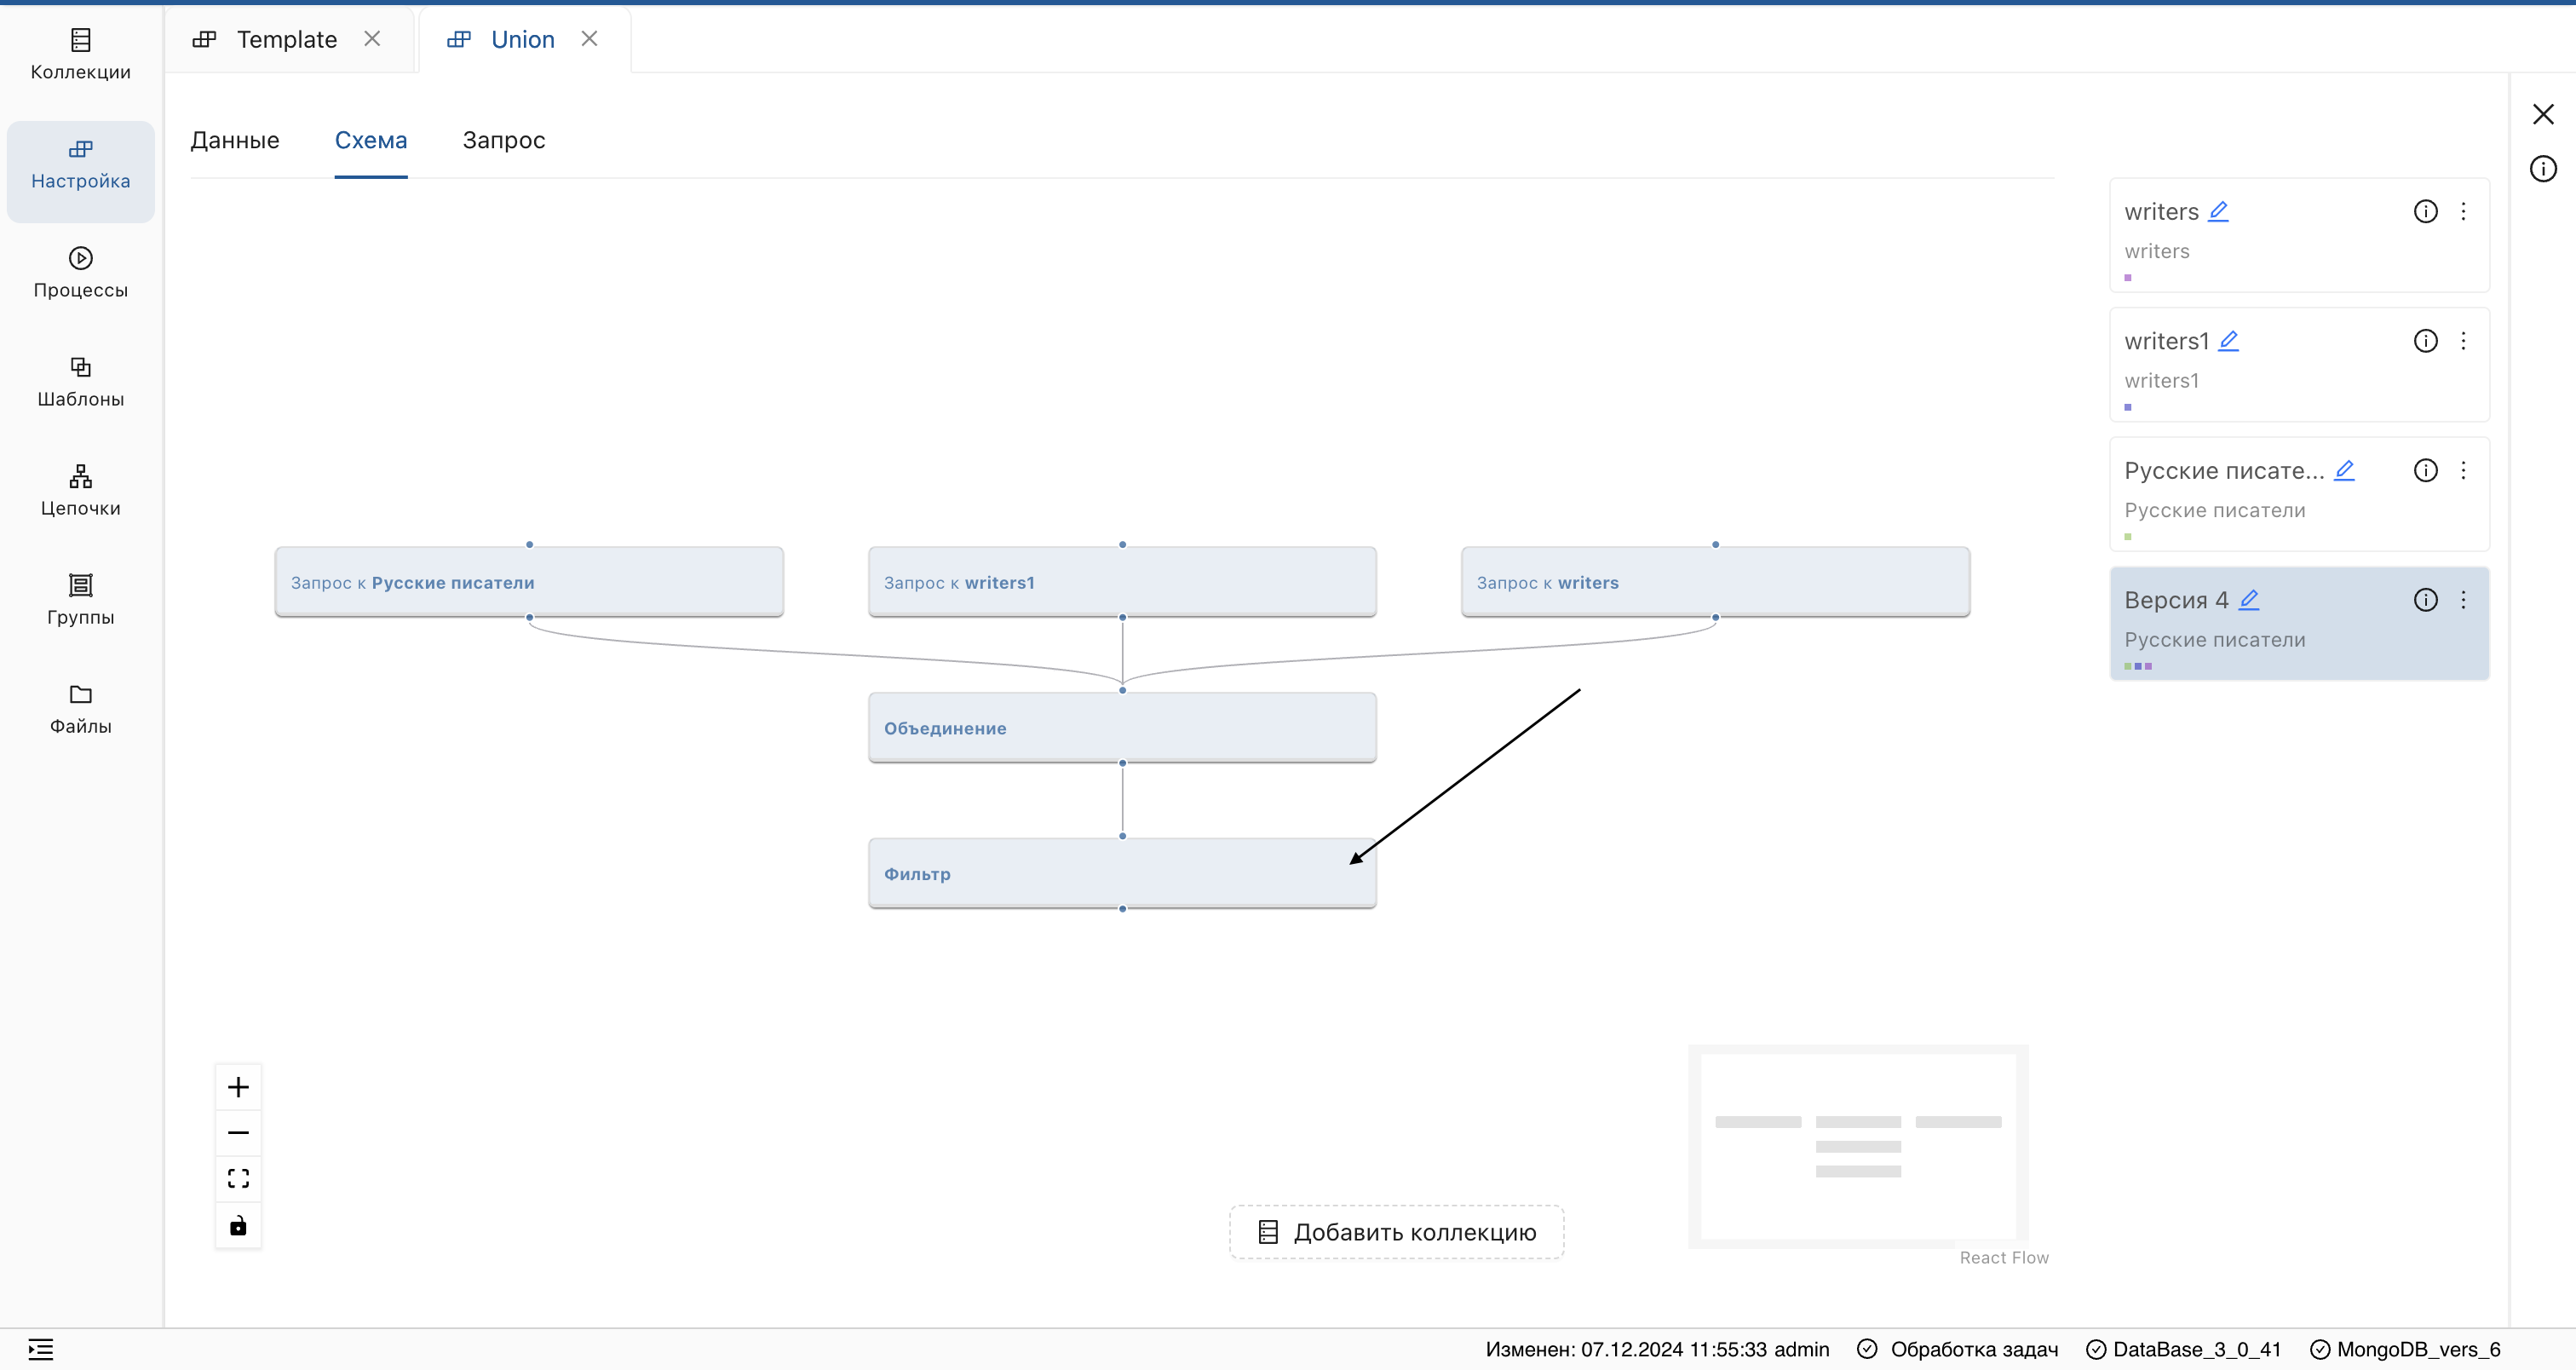 Коллекции
Настройка
Процессы
Шаблоны
Цепочки
Группы
Файлы
Template
Union
Данные
Схема
Запрос
Запрос к Русские писатели
Запрос к writers1
Запрос к writers
Объединение
Фильтр
Добавить коллекцию
React Flow
writers
writers
writers1
writers1
Русские писате...
Русские писатели
Версия 4
Русские писатели
Изменен: 07.12.2024 11:55:33 admin
Обработка задач
DataBase_3_0_41
MongoDB_vers_6